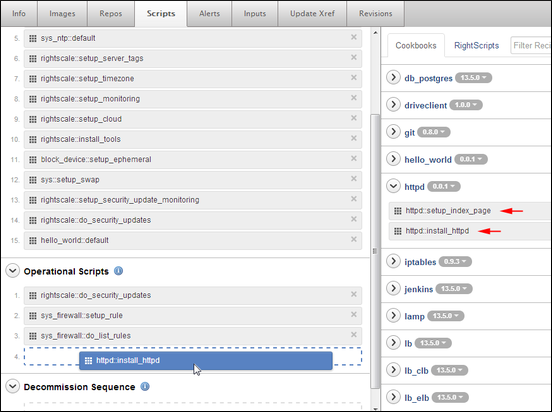 Info Images Repos Scripts Alerts Inputs Update Xref Revisions
5. sys_ntp::default
6. rightscale::setup_server_tags
7. rightscale::setup_timezone
8. rightscale::setup_monitoring
9. rightscale::setup_cloud
10. rightscale::install_tools
11. block_device::setup_ephemeral
12. sys::setup_swap
13. rightscale::setup_security_update_monitoring
14. rightscale::do_security_updates
15. hello_world::default
Operational Scripts
1. rightscale::do_security_updates
2. sys_firewall::setup_rule
3. sys_firewall::do_list_rules
4. httpd::install_httpd
Decommission Sequence
Cookbooks RightScripts Filter Reci
db_postgres 13.5.0
driveclient 1.0.0
git 0.8.0
hello_world 0.0.1
httpd 0.0.1
httpd::setup_index_page
httpd::install_httpd
iptables 0.9.3
jenkins 13.5.0
lamp 13.5.0
lb 13.5.0
lb_clb 13.5.0
lb_elb 13.5.0